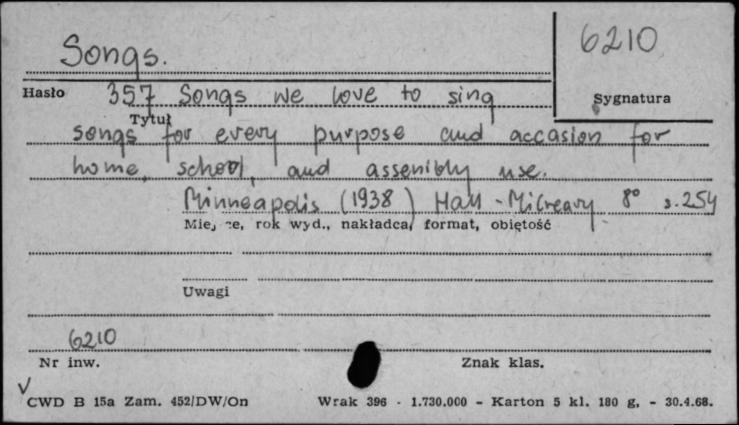 Songs.
6210
Hasło
357 Songs we love to sing
Sygnatura
Tytuł
songs for every purpose and accasion for
home, school, and assembly use.
Minneapolis (1938) Hall - McCreary 8° s. 254
Miejsce, rok wyd., nakładca, format, objętość
Uwagi
6210
Nr inw.
Znak klas.
√
CWD B 15a Zam. 452/DW/On Wrak 396 - 1.730.000 - Karton 5 kl. 180 g. - 30.4.68.